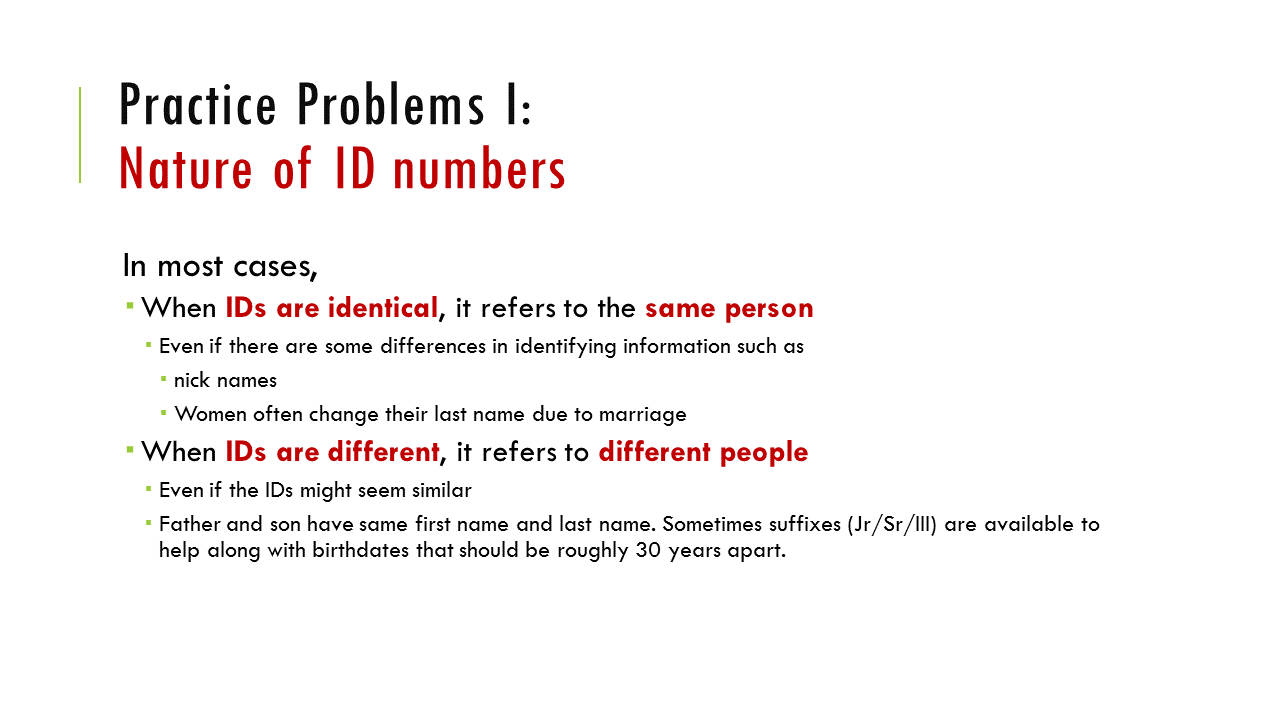 Practice Problems I:
Nature of ID numbers
In most cases,
▪ When IDs are identical, it refers to the same person
▪ Even if there are some differences in identifying information such as
▪ nick names
▪ Women often change their last name due to marriage
▪ When IDs are different, it refers to different people
▪ Even if the IDs might seem similar
▪ Father and son have same first name and last name. Sometimes suffixes (Jr/Sr/III) are available to
help along with birthdates that should be roughly 30 years apart.